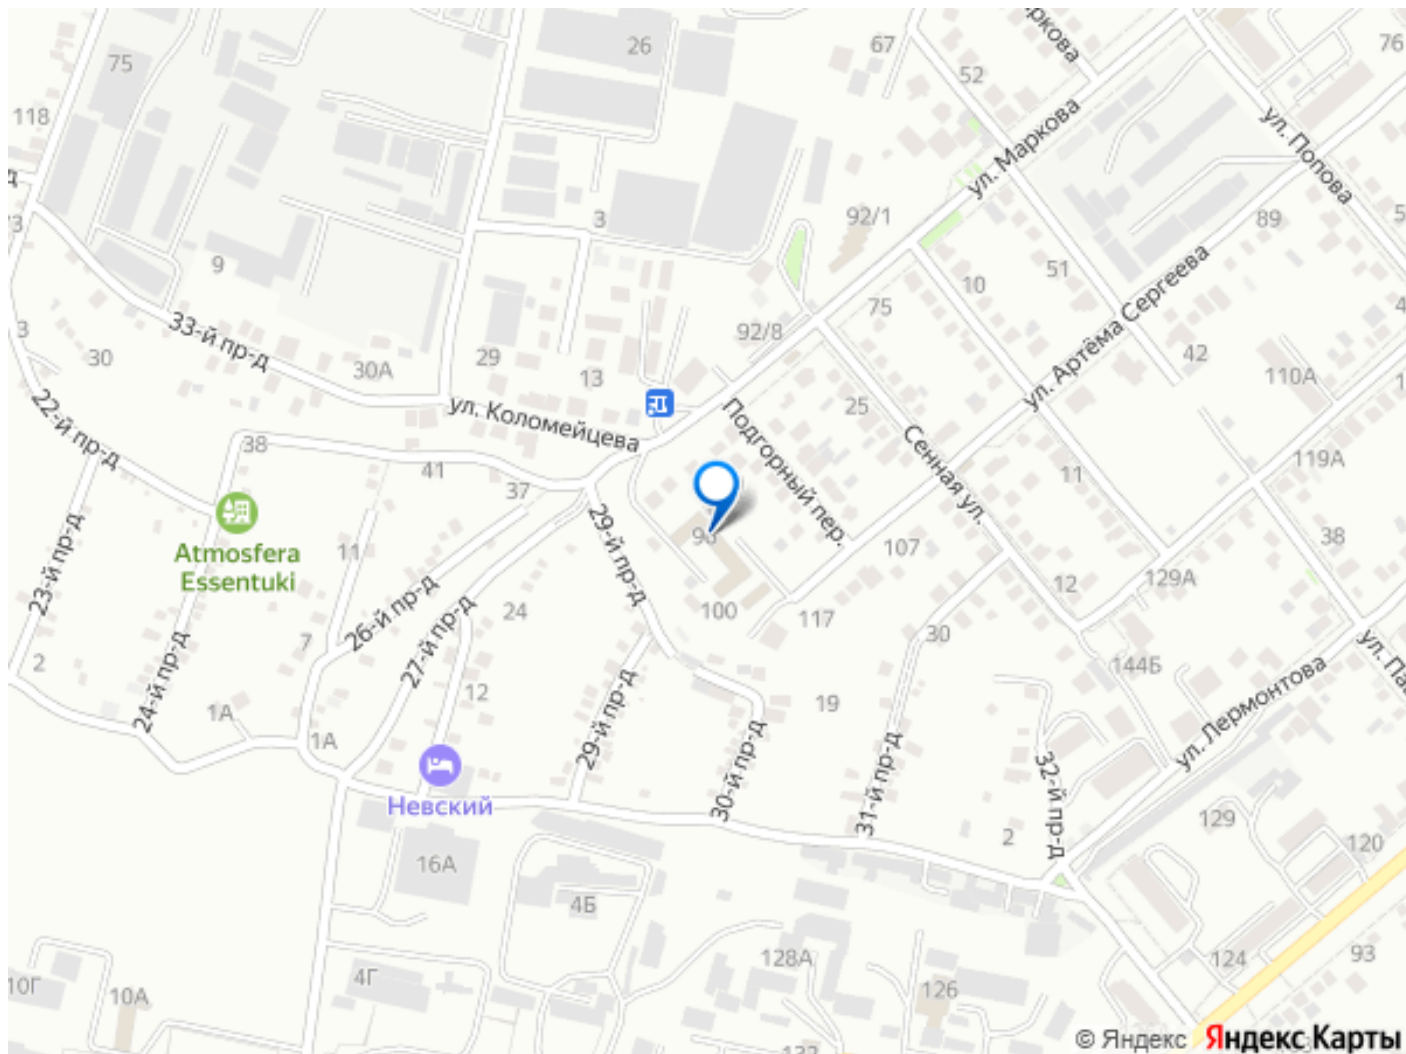 75
26
67
76
ул. Маркова
52
118
ул. Попова
3
92/1
89
9
10
51
33-й пр-д
75
ул. Артёма Сергеева
92/8
3
30
30А
29
13
42
110А
22-й пр-д
ул. Коломейцева
Подгорный пер.
25
Сенная ул.
38
41
37
11
119А
Atmosfera
Essentuki
23-й пр-д
11
29-й пр-д
107
38
26-й пр-д
24
100
117
12
129А
27-й пр-д
7
2
30
24-й пр-д
12
19
144Б
ул. Лермонтова
1А
1А
29-й пр-д
30-й пр-д
31-й пр-д
32-й пр-д
Невский
129
2
120
16А
4Б
128А
124
93
10Г
10А
4Г
126
132
© Яндекс Яндекс Карты